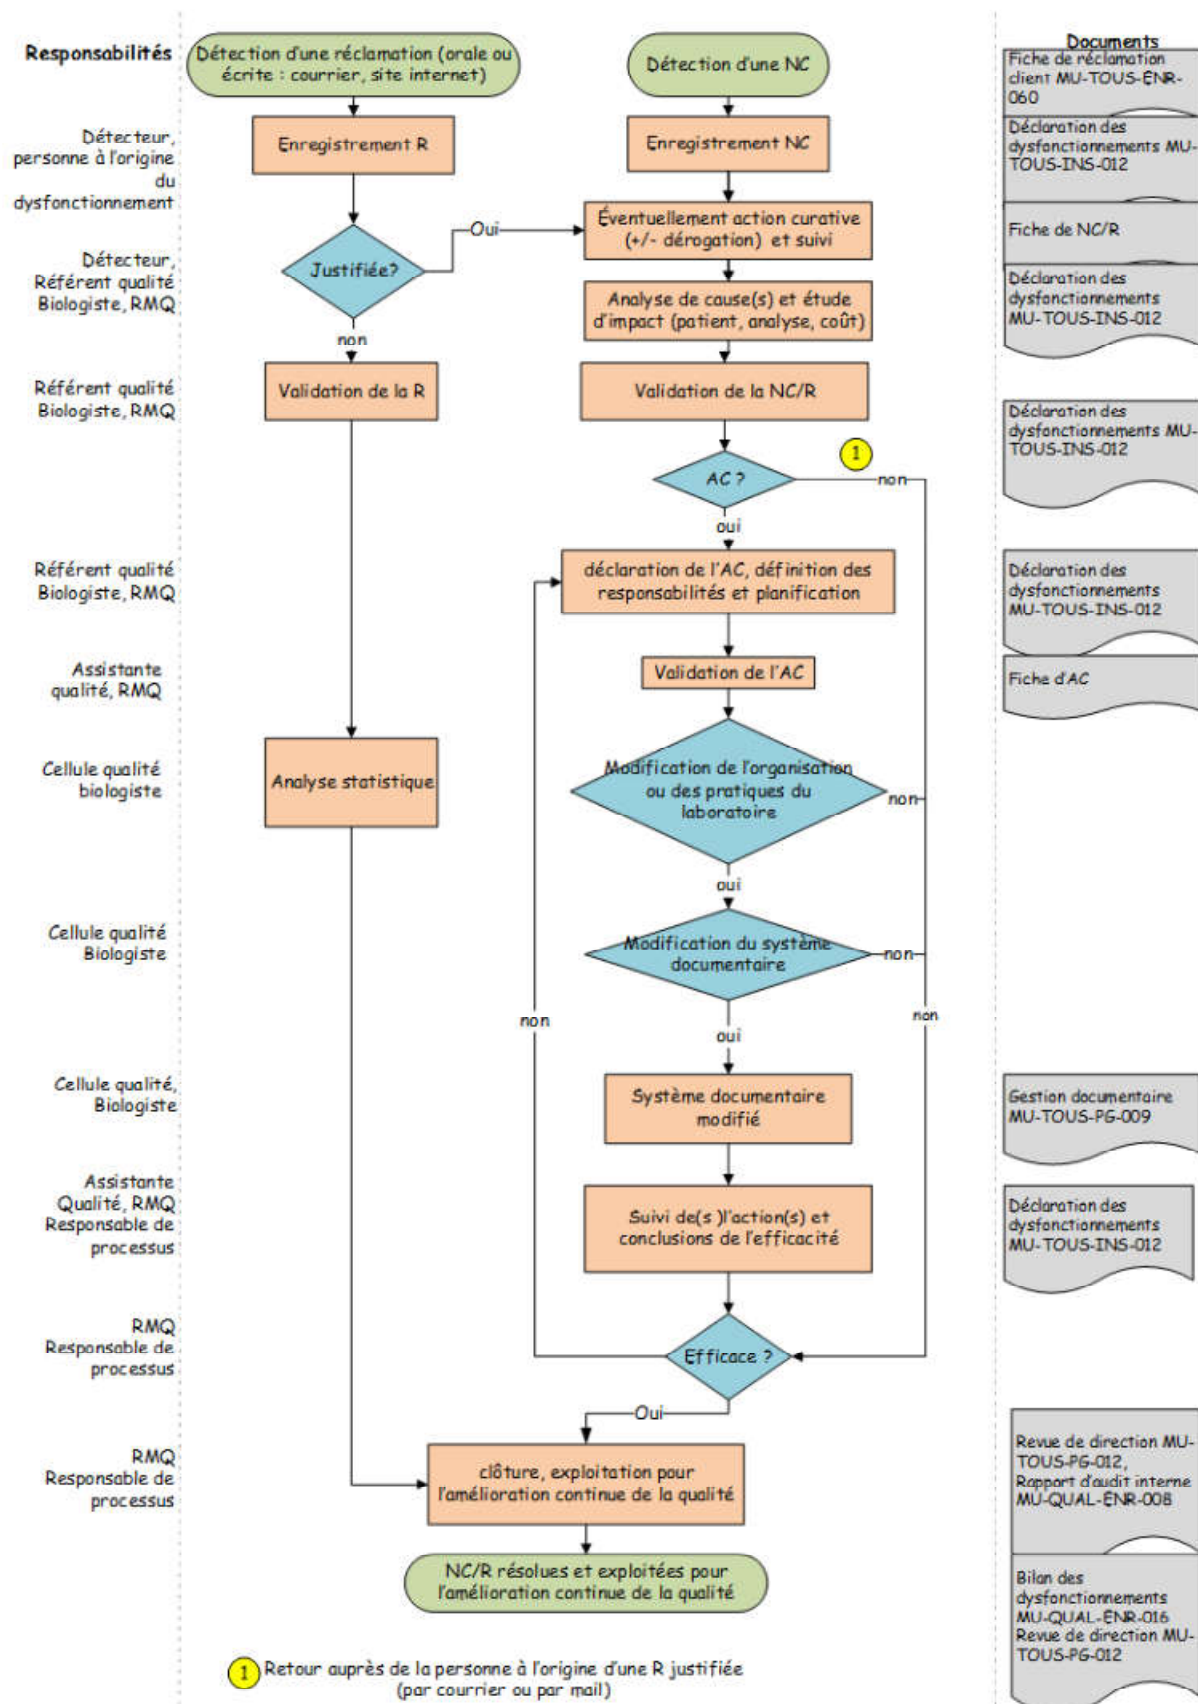 Responsabilités
Détection d'une réclamation (orale ou
écrite : courrier, site internet)
Détection d'une NC
Documents
Fiche de réclamation
client MU-TOUS-ENR-
060
Détecteur,
personne à l'origine
du
dysfonctionnement
Enregistrement R
Enregistrement NC
Déclaration des
dysfonctionnements MU-
TOUS-INS-012
Oui
Éventuellement action curative
(+/- dérogation) et suivi
Fiche de NC/R
Détecteur,
Référent qualité
Biologiste, RMQ
Justifiée?
non
Analyse de cause(s) et étude
d'impact (patient, analyse, coût)
Déclaration des
dysfonctionnements
MU-TOUS-INS-012
Référent qualité
Biologiste, RMQ
Validation de la R
Validation de la NC/R
Déclaration des
dysfonctionnements MU-
TOUS-INS-012
1
AC ?
non
oui
Référent qualité
Biologiste, RMQ
déclaration de l'AC, définition des
responsabilités et planification
Déclaration des
dysfonctionnements
MU-TOUS-INS-012
Assistante
qualité, RMQ
Validation de l'AC
Fiche d'AC
Cellule qualité
biologiste
Analyse statistique
Modification de l'organisation
ou des pratiques du
laboratoire
non
oui
Cellule qualité
Biologiste
Modification du système
documentaire
non
non
non
oui
Cellule qualité,
Biologiste
Système documentaire
modifié
Gestion documentaire
MU-TOUS-PG-009
Assistante
Qualité, RMQ
Responsable de
processus
Suivi de(s )l'action(s) et
conclusions de l'efficacité
Déclaration des
dysfonctionnements
MU-TOUS-INS-012
RMQ
Responsable de
processus
Efficace ?
Oui
RMQ
Responsable de
processus
clôture, exploitation pour
l'amélioration continue de la qualité
Revue de direction MU-
TOUS-PG-012,
Rapport d'audit interne
MU-QUAL-ENR-008
NC/R résolues et exploitées pour
l'amélioration continue de la qualité
Bilan des
dysfonctionnements
MU-QUAL-ENR-016
Revue de direction MU-
TOUS-PG-012
1 Retour auprès de la personne à l'origine d'une R justifiée
(par courrier ou par mail)